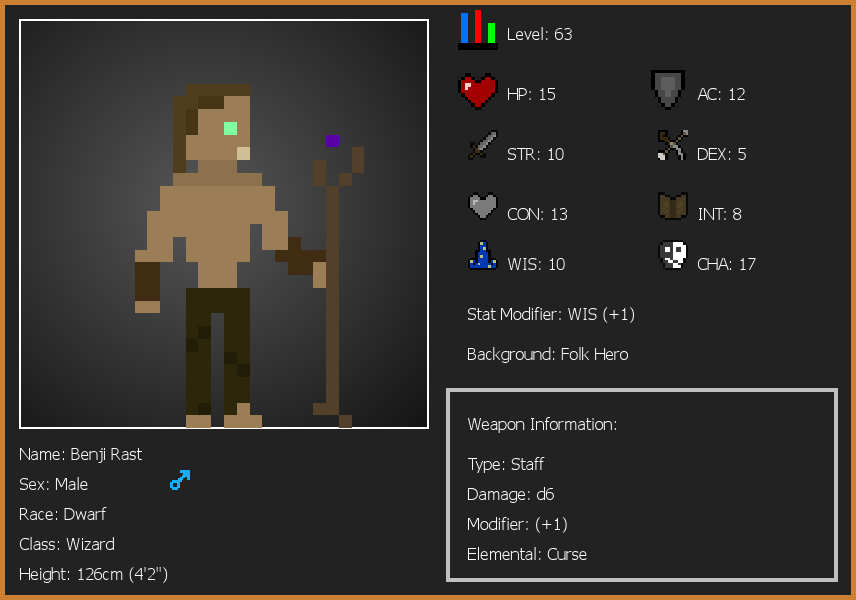 Level: 63
HP: 15
AC: 12
STR: 10
DEX: 5
CON: 13
INT: 8
WIS: 10
CHA: 17
Stat Modifier: WIS (+1)
Background: Folk Hero
Weapon Information:
Type: Staff
Damage: d6
Modifier: (+1)
Elemental: Curse
Name: Benji Rast
Sex: Male
Race: Dwarf
Class: Wizard
Height: 126cm (4'2")